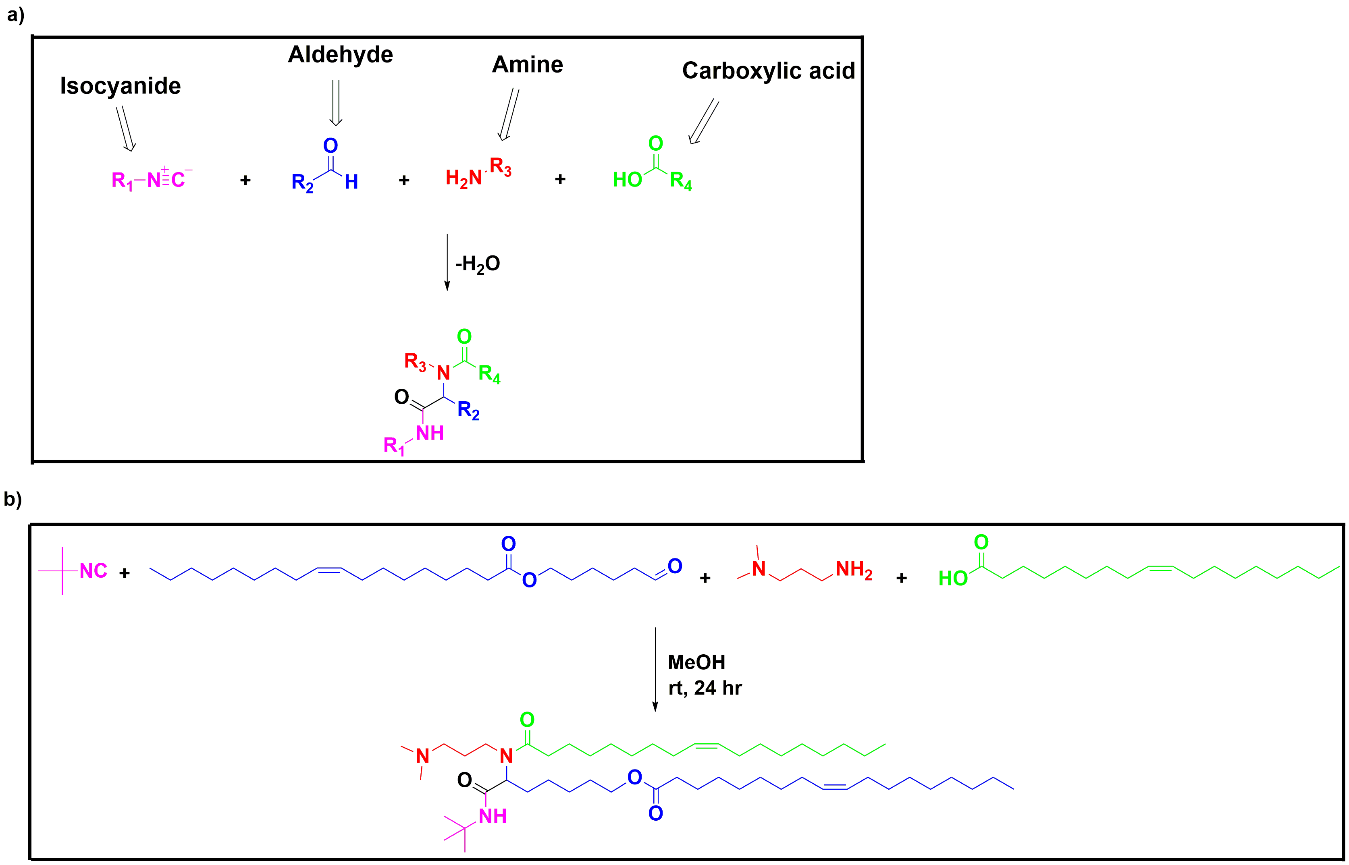 a)
Isocyanide
Aldehyde
Amine
Carboxylic acid
R1-N≡C
+ -
+
O
R2 H
+
H2N R3
+
O
HO R4
-H2O
O
R3 N R4
O R2
NH
R1
b)
NC
+
O
O
O
+
N
NH2
+
O
HO
MeOH
rt, 24 hr
O
N N
O
O
O
NH